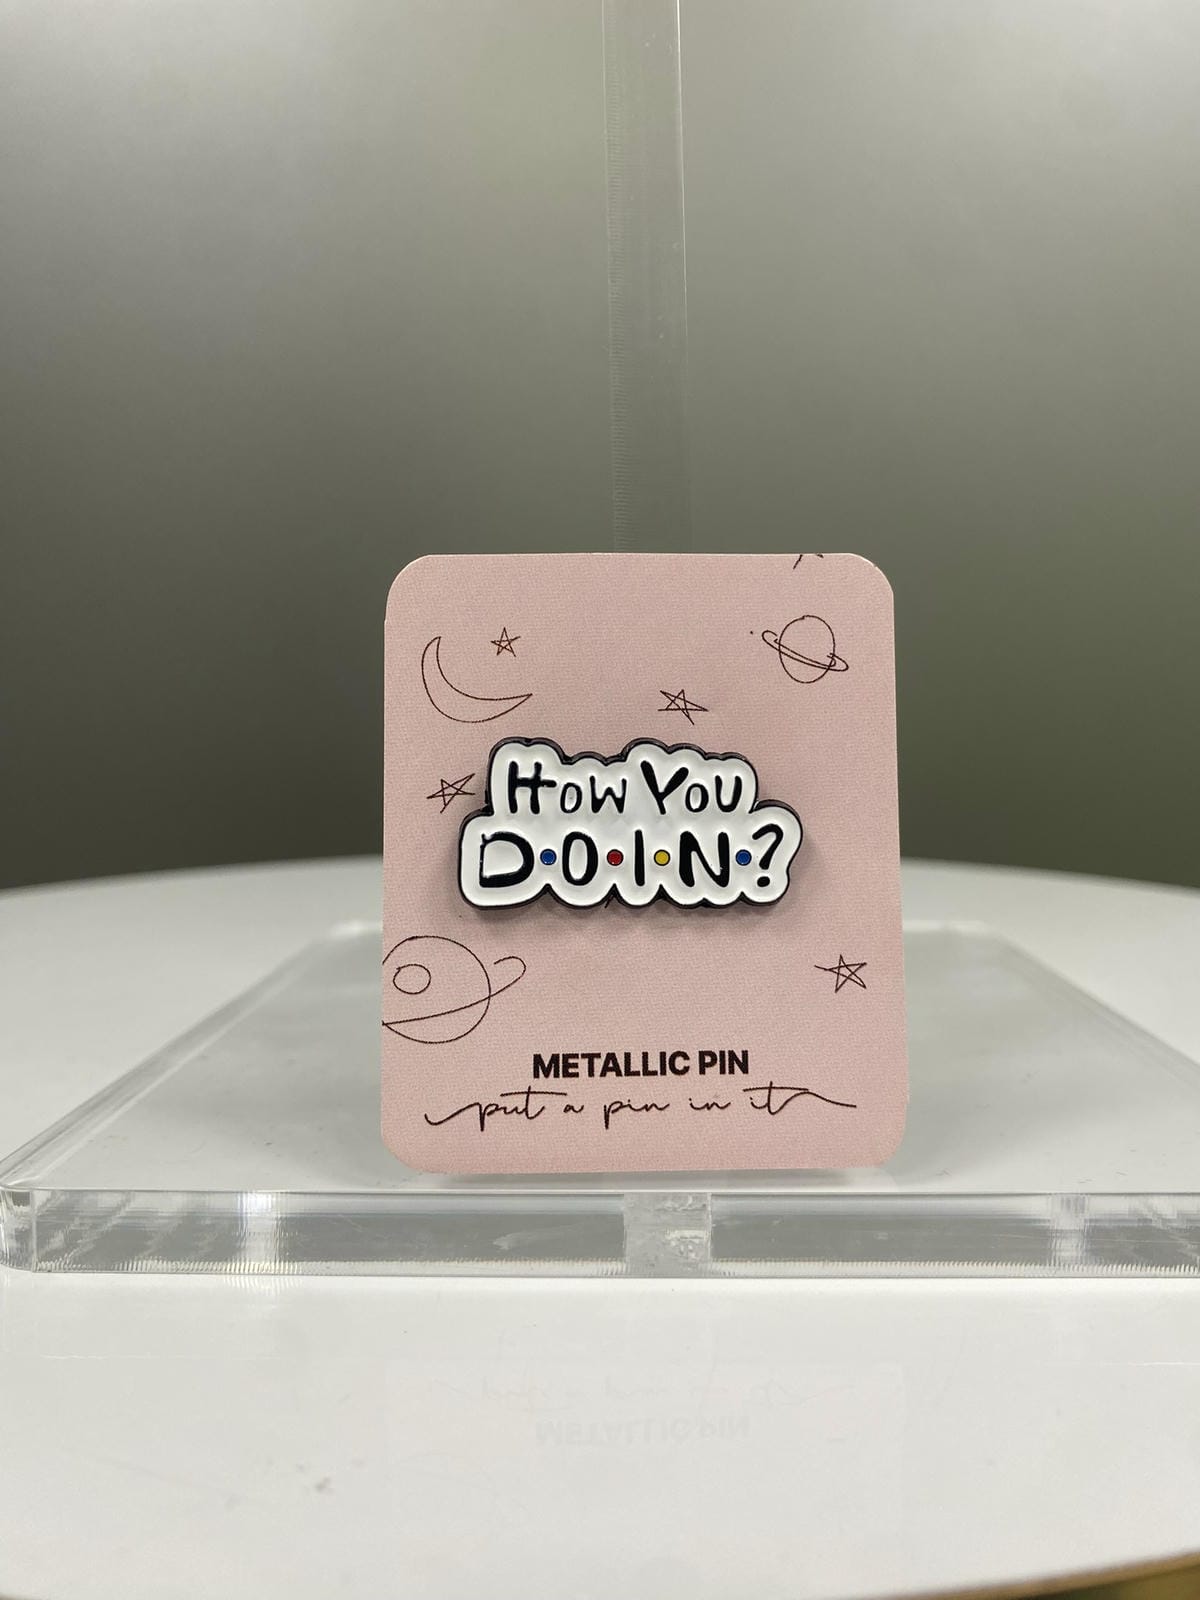 How You
D•O•I•N•?
METALLIC PIN
put a pin in it